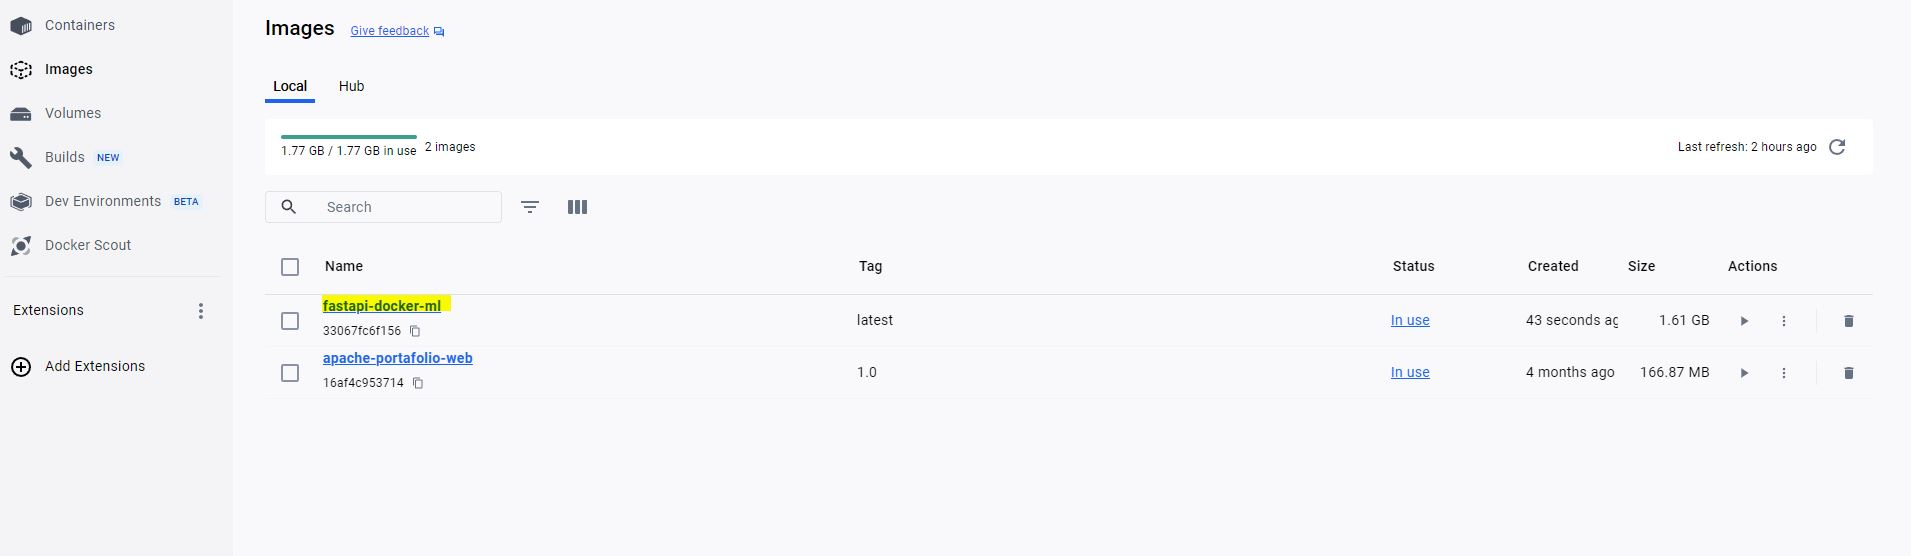 Containers
Images
Volumes
Builds NEW
Dev Environments BETA
Docker Scout
Extensions
Add Extensions
Images Give feedback
Local Hub
1.77 GB / 1.77 GB in use 2 images
Last refresh: 2 hours ago
Search
Name Tag Status Created Size Actions
fastapi-docker-ml
33067fc6f156
latest In use 43 seconds ag 1.61 GB
apache-portafolio-web
16af4c953714
1.0 In use 4 months ago 166.87 MB